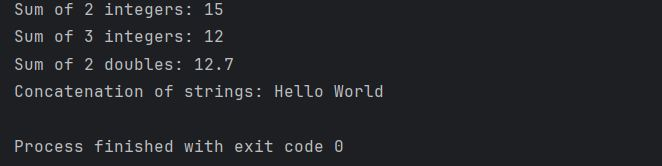 Sum of 2 integers: 15
Sum of 3 integers: 12
Sum of 2 doubles: 12.7
Concatenation of strings: Hello World
Process finished with exit code 0